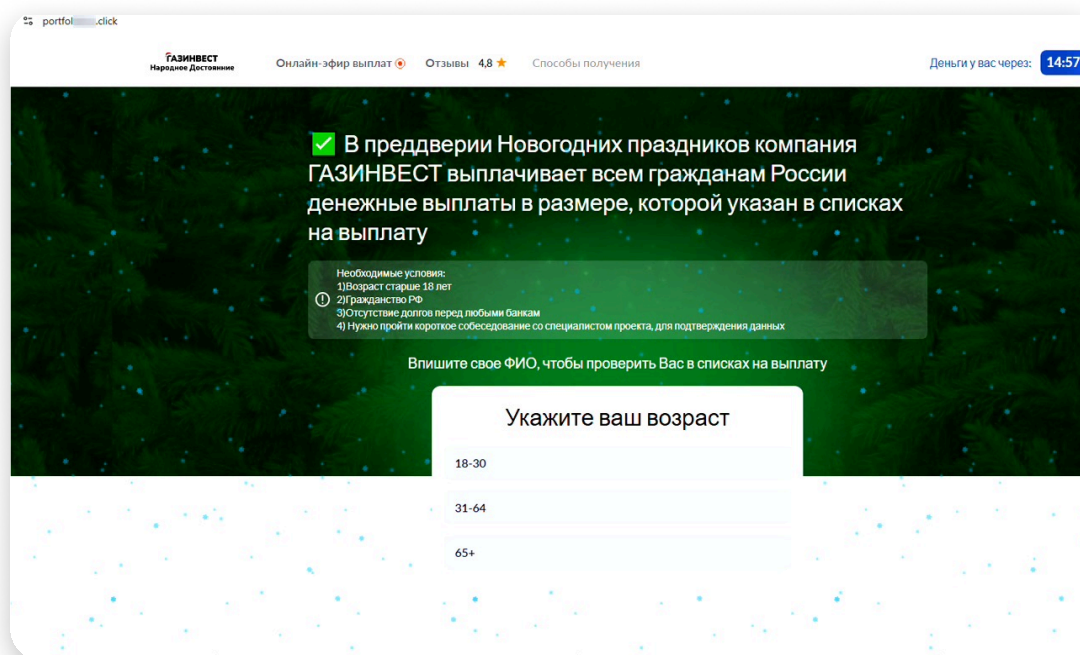 portfol .click
ГАЗИНВЕСТ
Народное Достояние
Онлайн-эфир выплат
Отзывы 4,8
Способы получения
Деньги у вас через: 14:57
В преддверии Новогодних праздников компания
ГАЗИНВЕСТ выплачивает всем гражданам России
денежные выплаты в размере, которой указан в списках
на выплату
Необходимые условия:
1)Возраст старше 18 лет
2)Гражданство РФ
3)Отсутствие долгов перед любыми банкам
4) Нужно пройти короткое собеседование со специалистом проекта, для подтверждения данных
Впишите свое ФИО, чтобы проверить Вас в списках на выплату
Укажите ваш возраст
18-30
31-64
65+